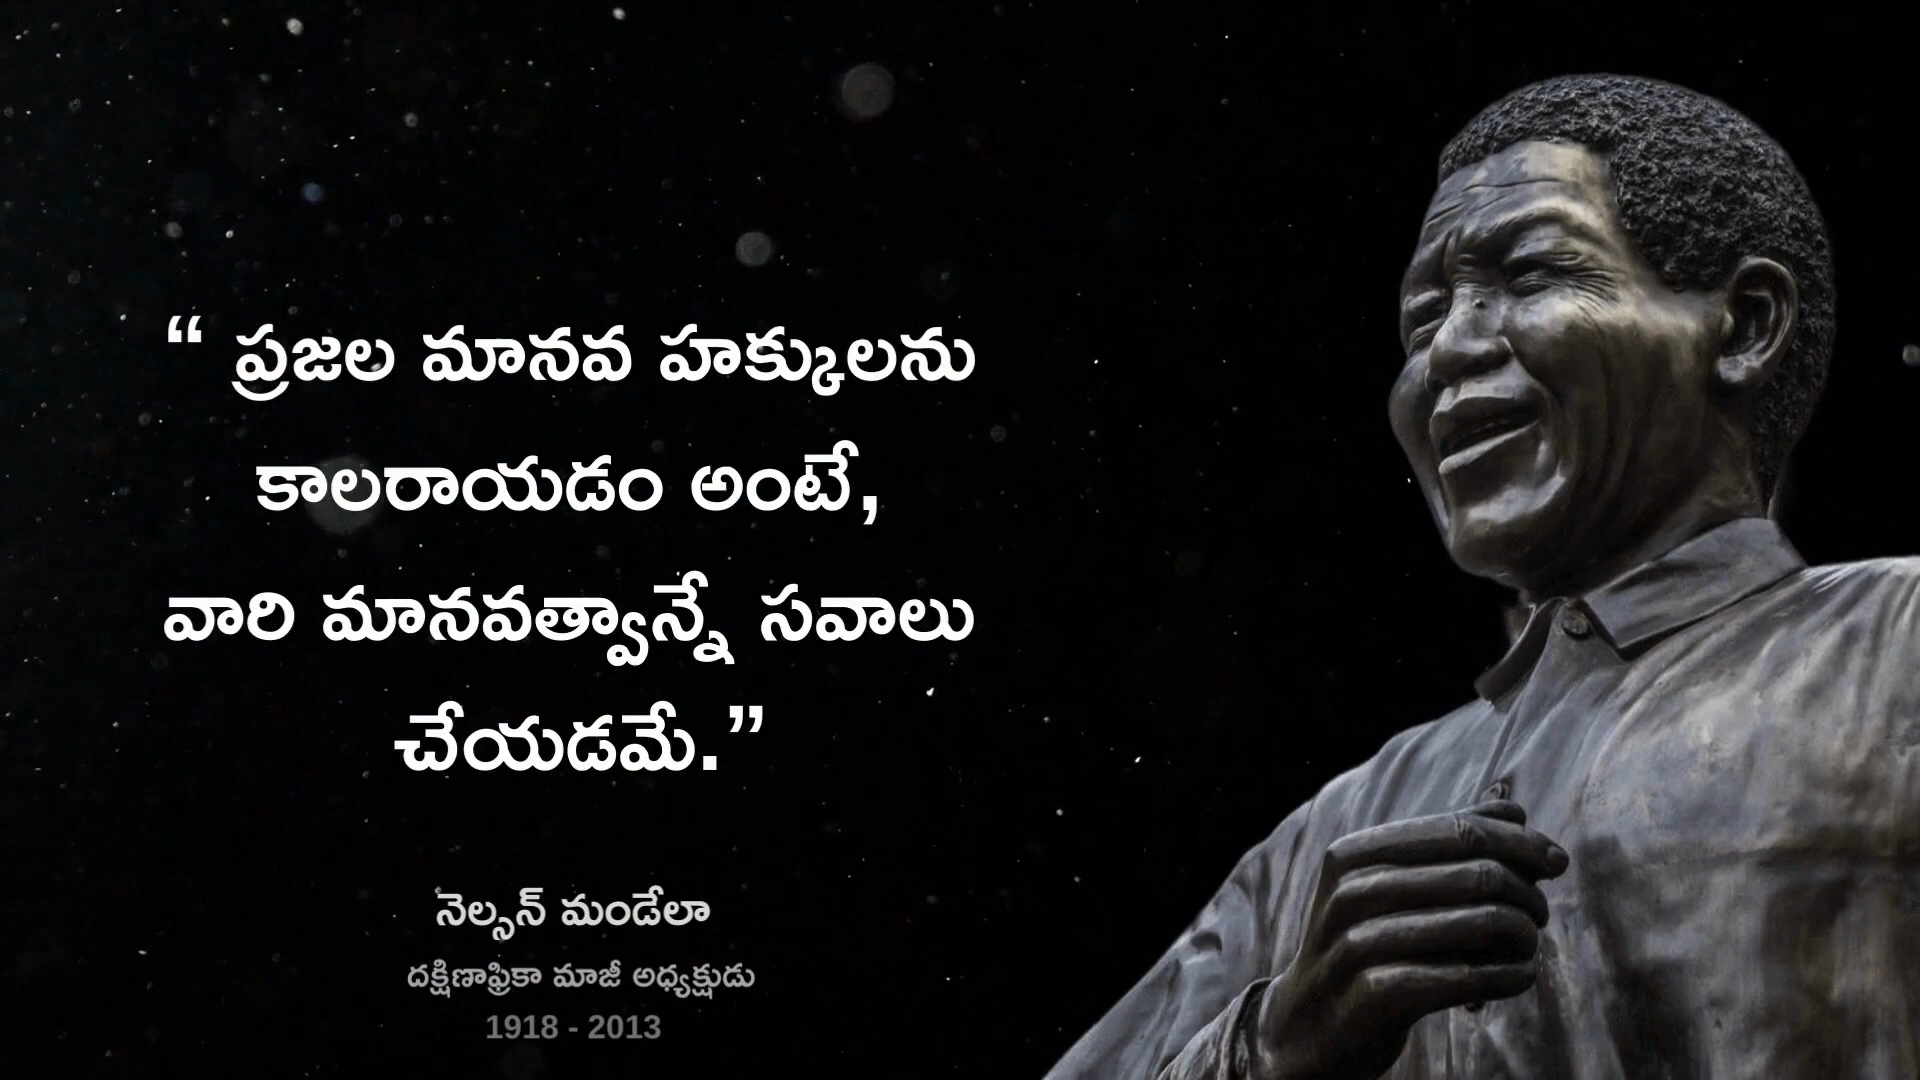 “ ప్రజల మానవ హక్కులను
కాలరాయడం అంటే,
వారి మానవత్వాన్నే సవాలు
చేయడమే.”
నెల్సన్ మండేలా
దక్షిణాఫ్రికా మాజీ అధ్యక్షుడు
1918 - 2013